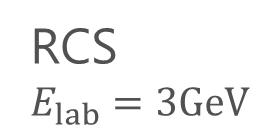 RCS
E_lab = 3GeV